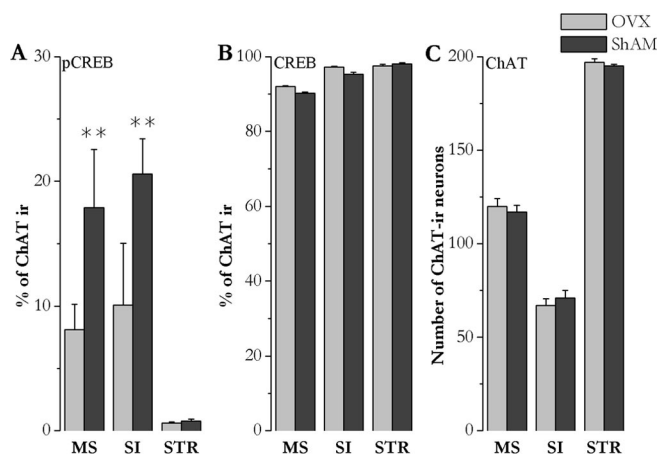 OVX
ShAM
A
pCREB
30
20
10
0
% of ChAT ir
**
**
MS SI STR
B
CREB
100
80
60
40
20
0
% of ChAT ir
MS SI STR
C
ChAT
200
150
100
50
0
Number of ChAT-ir neurons
MS SI STR